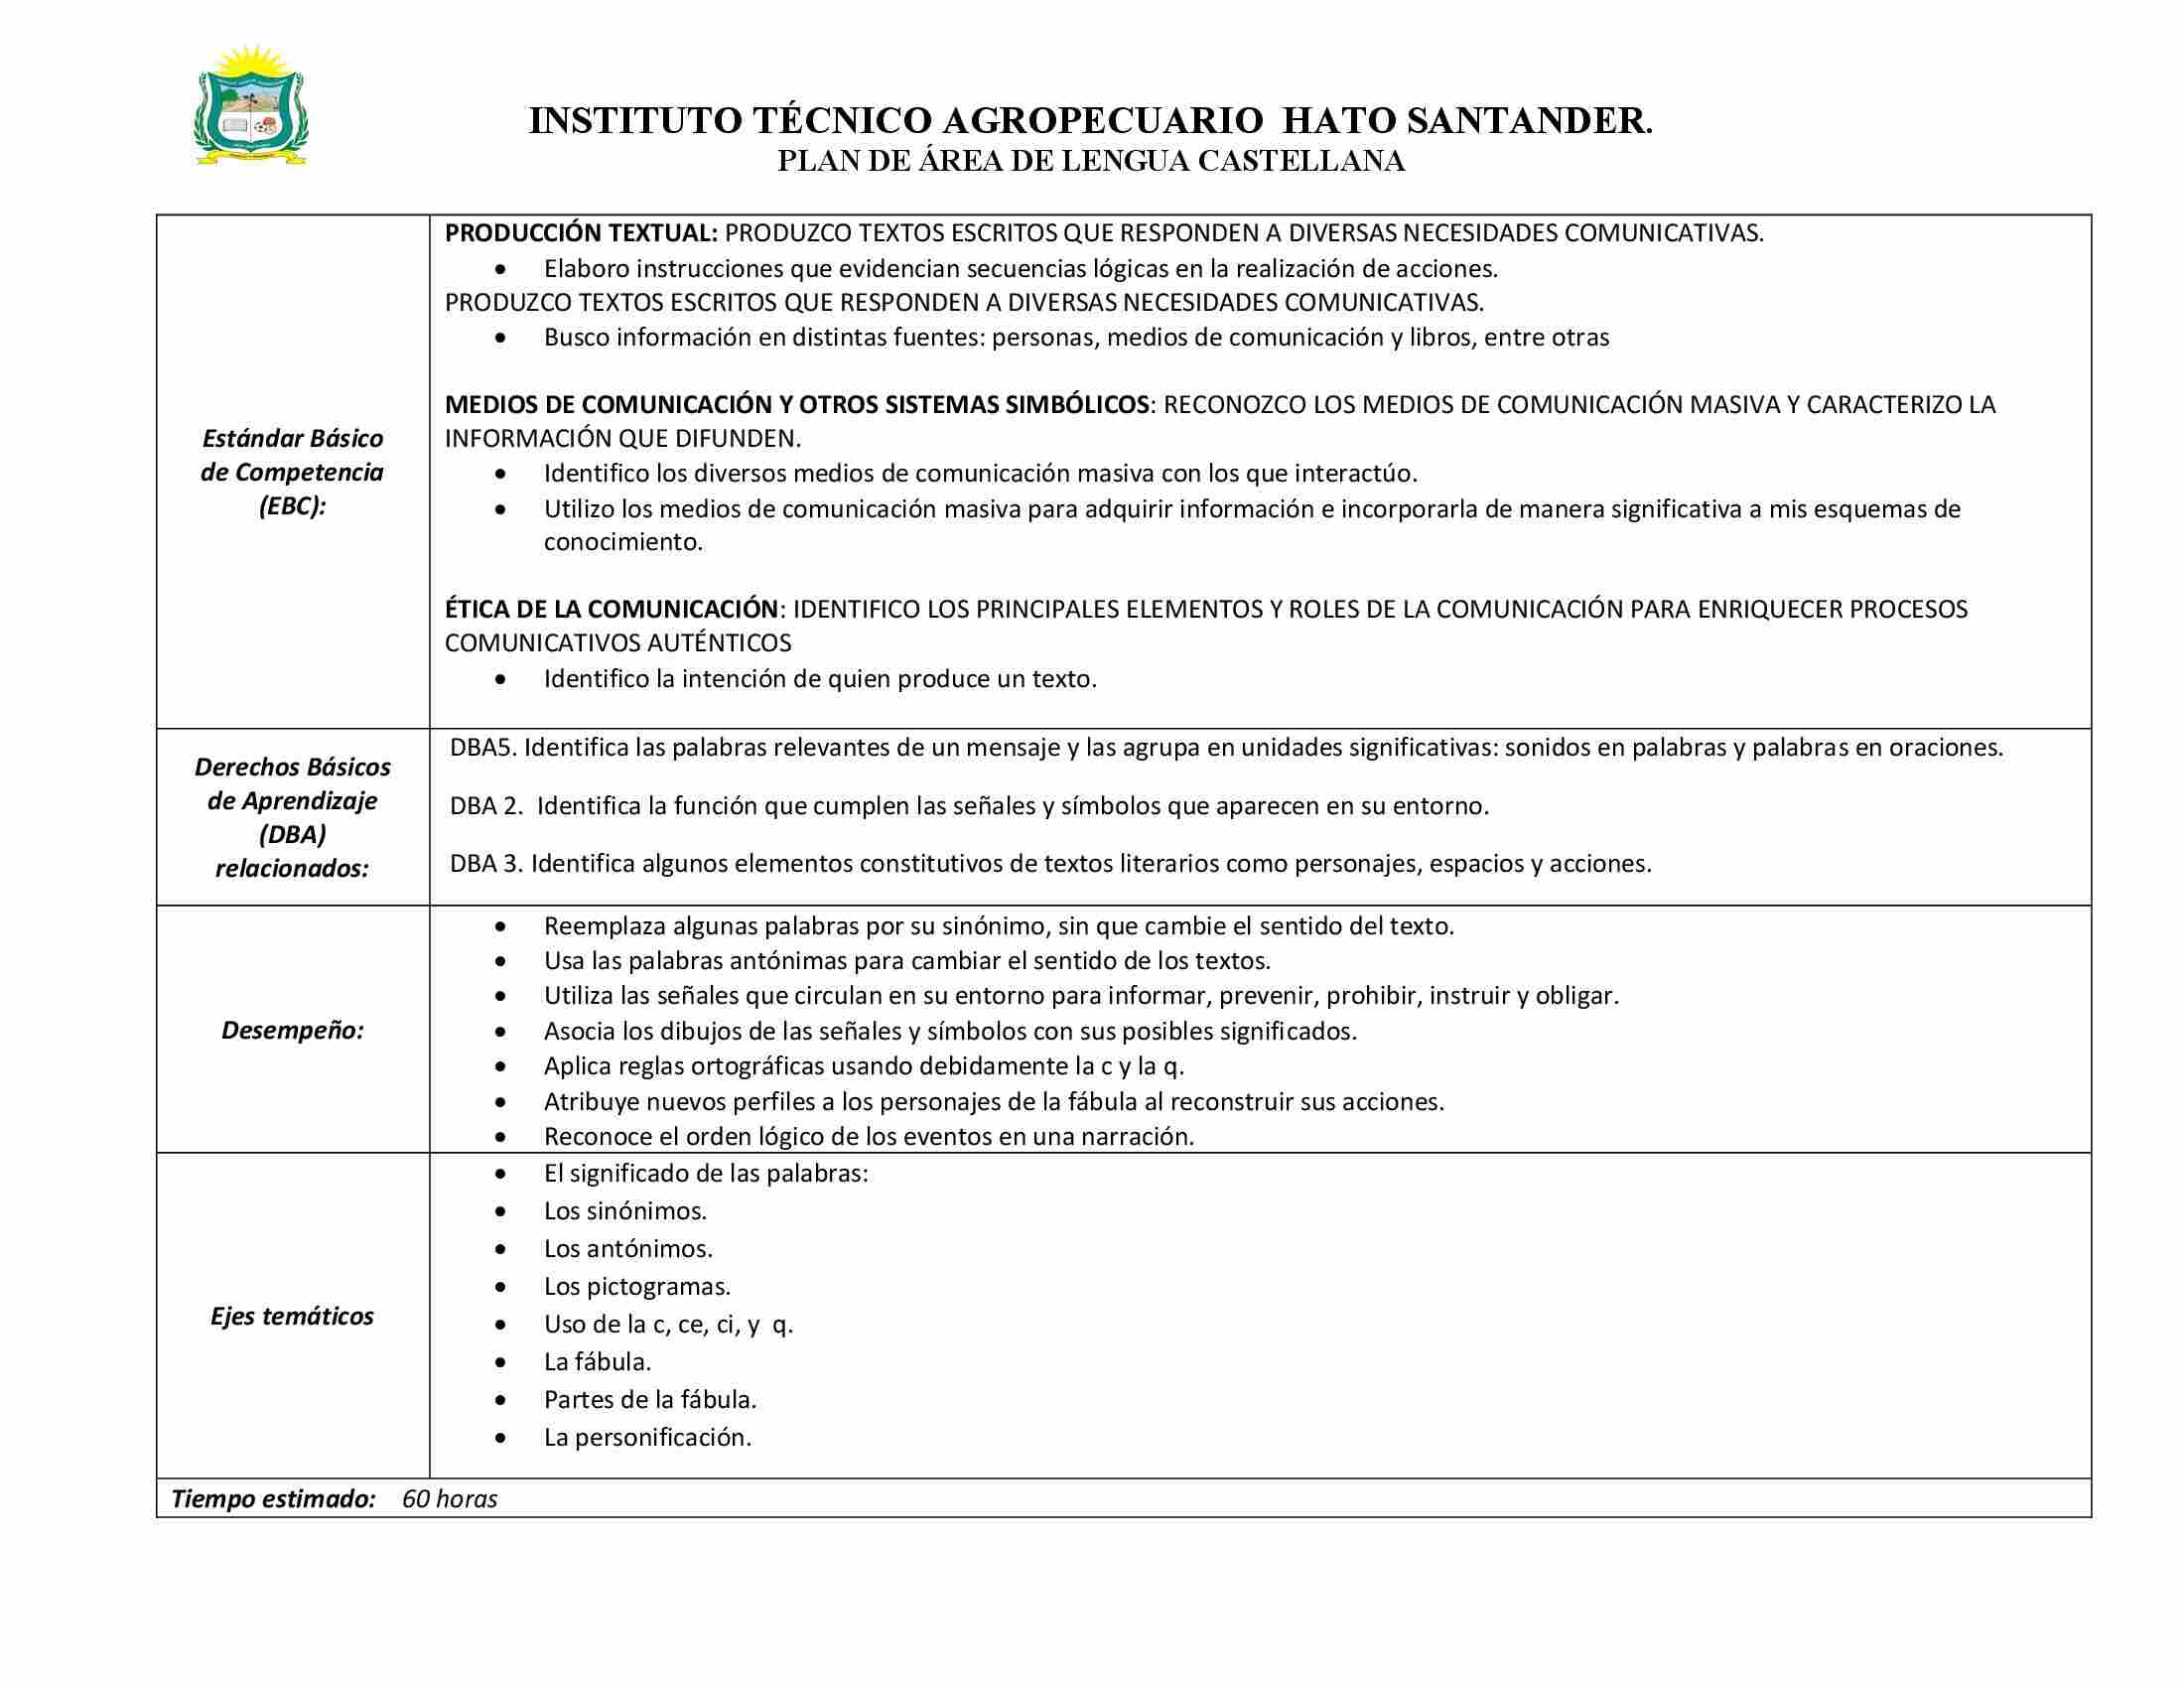 INSTITUTO TÉCNICO AGROPECUARIO  HATO SANTANDER.
PLAN DE ÁREA DE LENGUA CASTELLANA
Estándar Básico
de Competencia
(EBC):
PRODUCCIÓN TEXTUAL: PRODUZCO TEXTOS ESCRITOS QUE RESPONDEN A DIVERSAS NECESIDADES COMUNICATIVAS.
• Elaboro instrucciones que evidencian secuencias lógicas en la realización de acciones.
PRODUZCO TEXTOS ESCRITOS QUE RESPONDEN A DIVERSAS NECESIDADES COMUNICATIVAS.
• Busco información en distintas fuentes: personas, medios de comunicación y libros, entre otras
MEDIOS DE COMUNICACIÓN Y OTROS SISTEMAS SIMBÓLICOS: RECONOZCO LOS MEDIOS DE COMUNICACIÓN MASIVA Y CARACTERIZO LA
INFORMACIÓN QUE DIFUNDEN.
• Identifico los diversos medios de comunicación masiva con los que interactúo.
• Utilizo los medios de comunicación masiva para adquirir información e incorporarla de manera significativa a mis esquemas de
conocimiento.
ÉTICA DE LA COMUNICACIÓN: IDENTIFICO LOS PRINCIPALES ELEMENTOS Y ROLES DE LA COMUNICACIÓN PARA ENRIQUECER PROCESOS
COMUNICATIVOS AUTÉNTICOS
• Identifico la intención de quien produce un texto.
Derechos Básicos
de Aprendizaje
(DBA)
relacionados:
DBA5. Identifica las palabras relevantes de un mensaje y las agrupa en unidades significativas: sonidos en palabras y palabras en oraciones.
DBA 2.  Identifica la función que cumplen las señales y símbolos que aparecen en su entorno.
DBA 3. Identifica algunos elementos constitutivos de textos literarios como personajes, espacios y acciones.
Desempeño:
• Reemplaza algunas palabras por su sinónimo, sin que cambie el sentido del texto.
• Usa las palabras antónimas para cambiar el sentido de los textos.
• Utiliza las señales que circulan en su entorno para informar, prevenir, prohibir, instruir y obligar.
• Asocia los dibujos de las señales y símbolos con sus posibles significados.
• Aplica reglas ortográficas usando debidamente la c y la q.
• Atribuye nuevos perfiles a los personajes de la fábula al reconstruir sus acciones.
• Reconoce el orden lógico de los eventos en una narración.
Ejes temáticos
• El significado de las palabras:
• Los sinónimos.
• Los antónimos.
• Los pictogramas.
• Uso de la c, ce, ci, y  q.
• La fábula.
• Partes de la fábula.
• La personificación.
Tiempo estimado:   60 horas